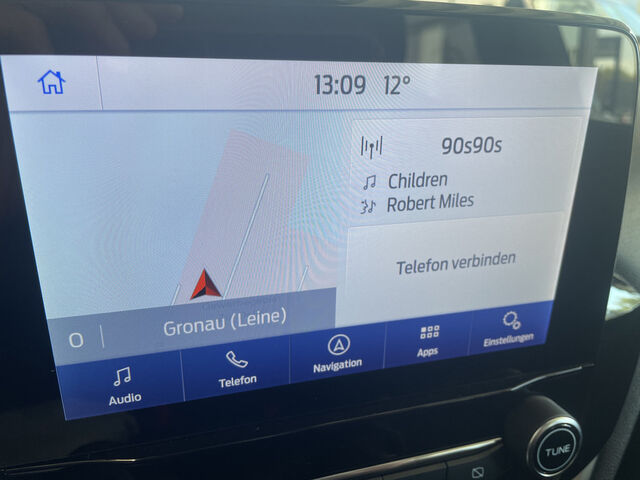 13:09 12°
90s90s
Children
Robert Miles
Telefon verbinden
O
Gronau (Leine)
Audio
Telefon
Navigation
Apps
Einstellungen
TUNE